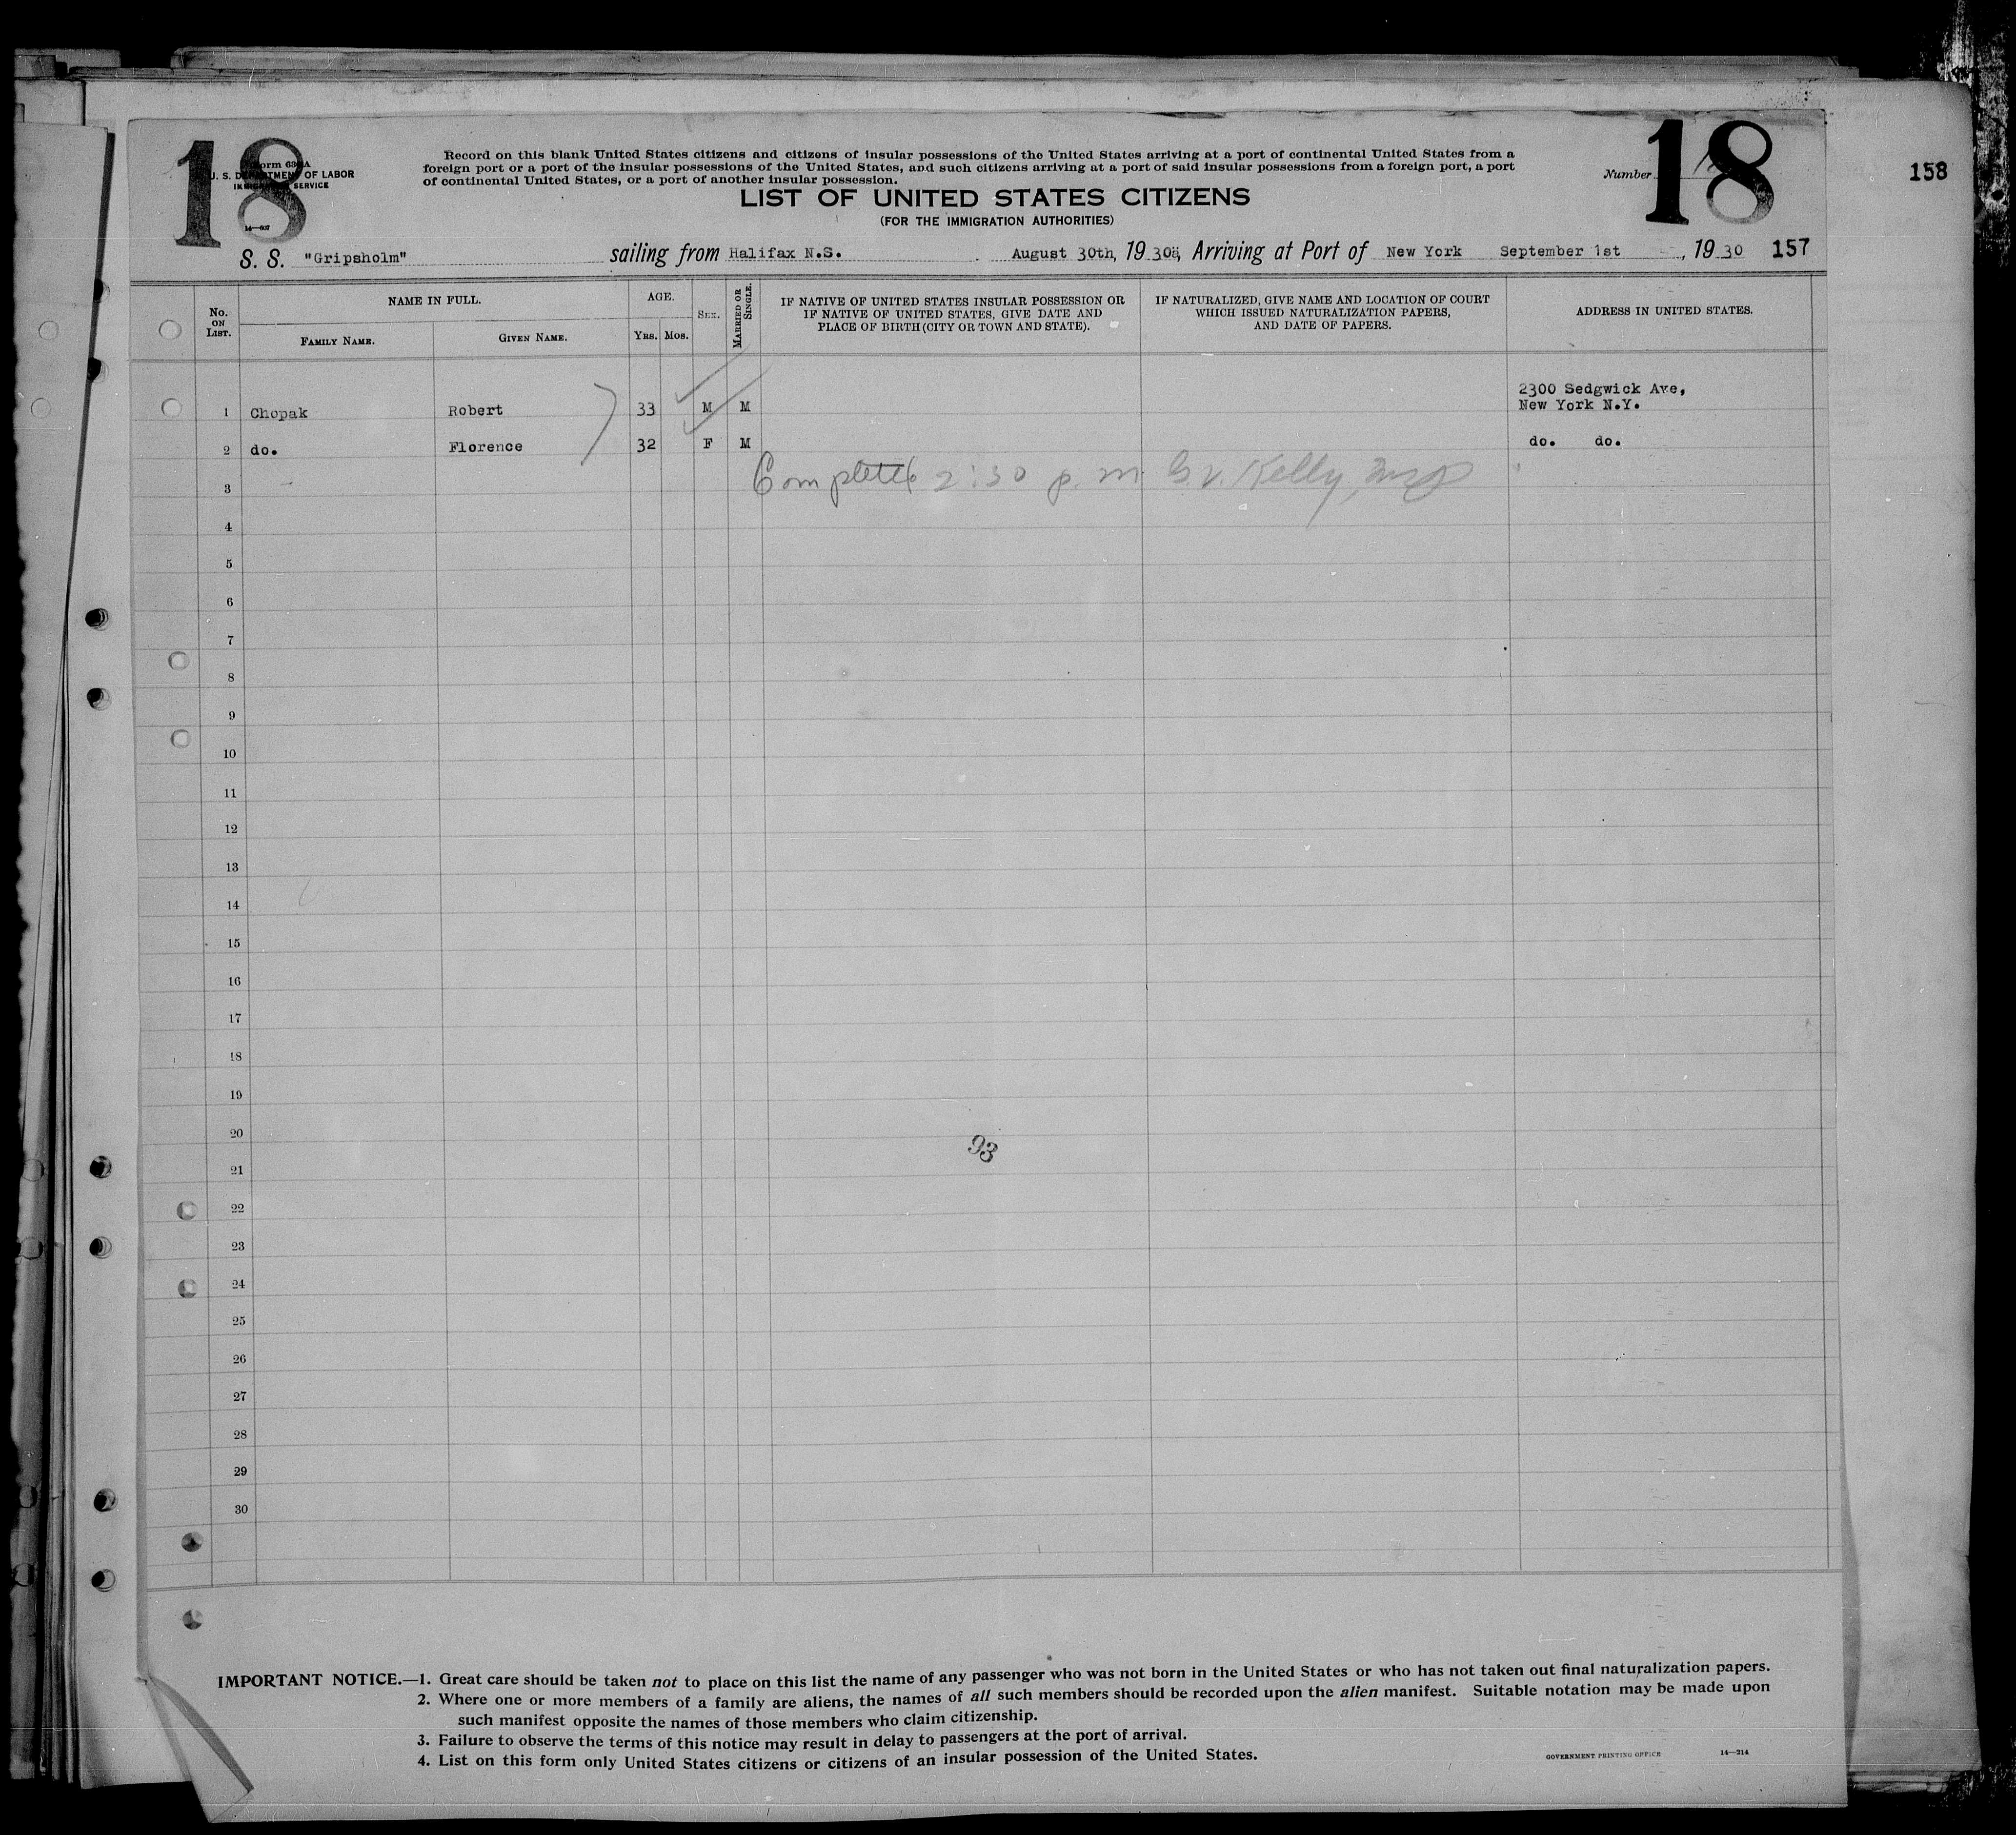 18
Form 630A
U. S. DEPARTMENT OF LABOR
IMMIGRATION SERVICE
14—607
Record on this blank United States citizens and citizens of insular possessions of the United States arriving at a port of continental United States from a
foreign port or a port of the insular possessions of the United States, and such citizens arriving at a port of said insular possessions from a foreign port, a port
of continental United States, or a port of another insular possession.
Number
18
158
LIST OF UNITED STATES CITIZENS
(FOR THE IMMIGRATION AUTHORITIES)
S. S. "Gripsholm" sailing from Halifax N.S. August 30th, 1930, Arriving at Port of New York September 1st, 1930 157
No. ON LIST.
NAME IN FULL.
FAMILY NAME.
GIVEN NAME.
AGE.
YRS. MOS.
SEX.
MARRIED OR SINGLE.
IF NATIVE OF UNITED STATES INSULAR POSSESSION OR
IF NATIVE OF UNITED STATES, GIVE DATE AND
PLACE OF BIRTH (CITY OR TOWN AND STATE).
IF NATURALIZED, GIVE NAME AND LOCATION OF COURT
WHICH ISSUED NATURALIZATION PAPERS,
AND DATE OF PAPERS.
ADDRESS IN UNITED STATES.
1 Chopak Robert 33 M M 2300 Sedgwick Ave,
New York N.Y.
2 do. Florence 32 F M do. do.
3 Completed 2:30 p.m. G.V. Kelly, Insp
4
5
6
7
8
9
10
11
12
13
14
15
16
17
18
19
20
93
21
22
23
24
25
26
27
28
29
30
IMPORTANT NOTICE.—1. Great care should be taken not to place on this list the name of any passenger who was not born in the United States or who has not taken out final naturalization papers.
2. Where one or more members of a family are aliens, the names of all such members should be recorded upon the alien manifest. Suitable notation may be made upon
such manifest opposite the names of those members who claim citizenship.
3. Failure to observe the terms of this notice may result in delay to passengers at the port of arrival.
4. List on this form only United States citizens or citizens of an insular possession of the United States.
GOVERNMENT PRINTING OFFICE 14—214